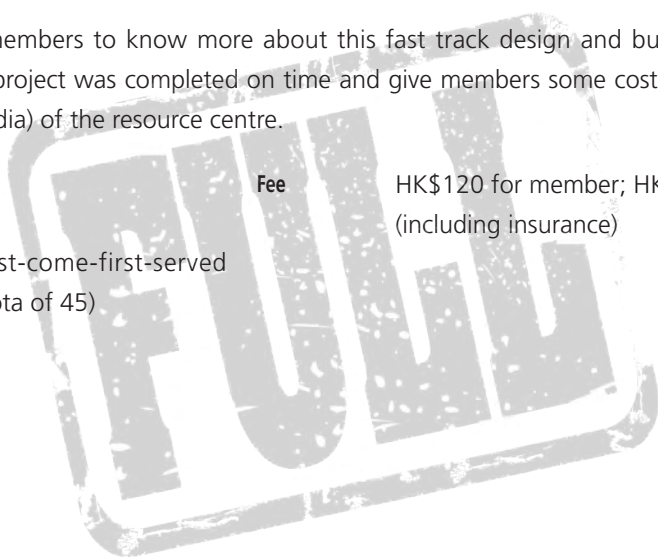 members to know more about this fast track design and bu
project was completed on time and give members some cost
dia) of the resource centre.
Fee HK$120 for member; HK
(including insurance)
st-come-first-served
ota of 45)
FULL